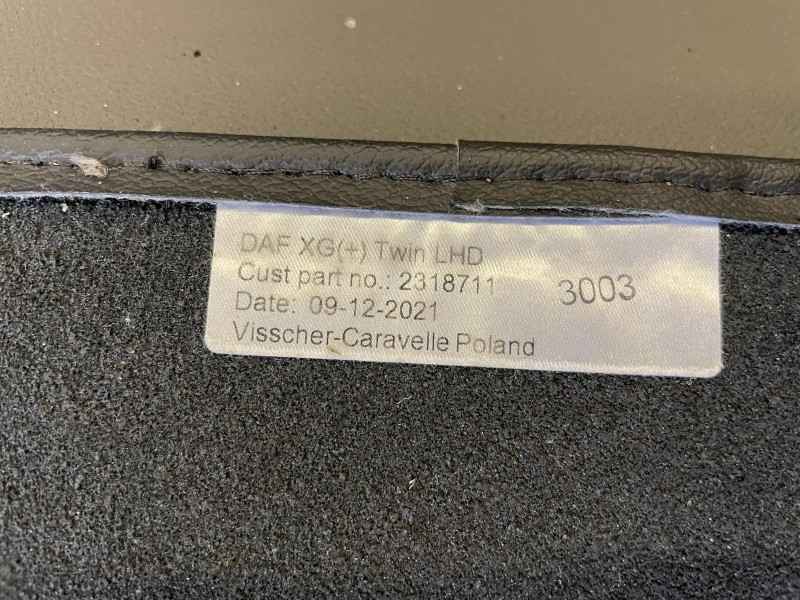 DAF XG(+) Twin LHD
Cust part no.: 2318711
3003
Date: 09-12-2021
Visscher-Caravelle Poland